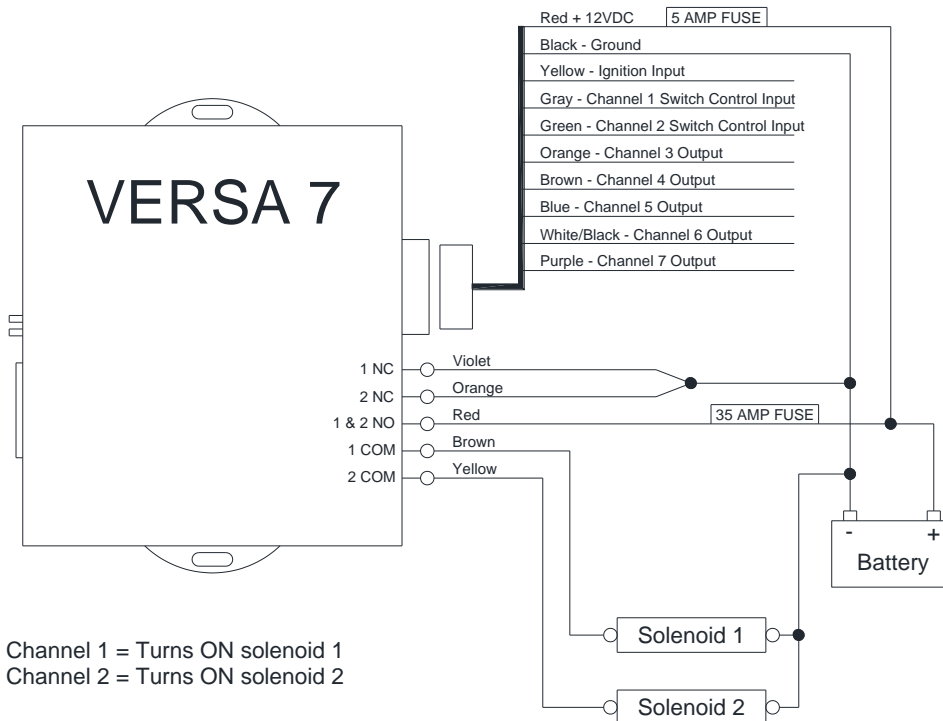 Red + 12VDC
5 AMP FUSE
Black - Ground
Yellow - Ignition Input
Gray - Channel 1 Switch Control Input
Green - Channel 2 Switch Control Input
Orange - Channel 3 Output
Brown - Channel 4 Output
Blue - Channel 5 Output
White/Black - Channel 6 Output
Purple - Channel 7 Output
VERSA 7
1 NC
Violet
2 NC
Orange
1 & 2 NO
Red
35 AMP FUSE
1 COM
Brown
2 COM
Yellow
- +
Battery
Solenoid 1
Solenoid 2
Channel 1 = Turns ON solenoid 1
Channel 2 = Turns ON solenoid 2